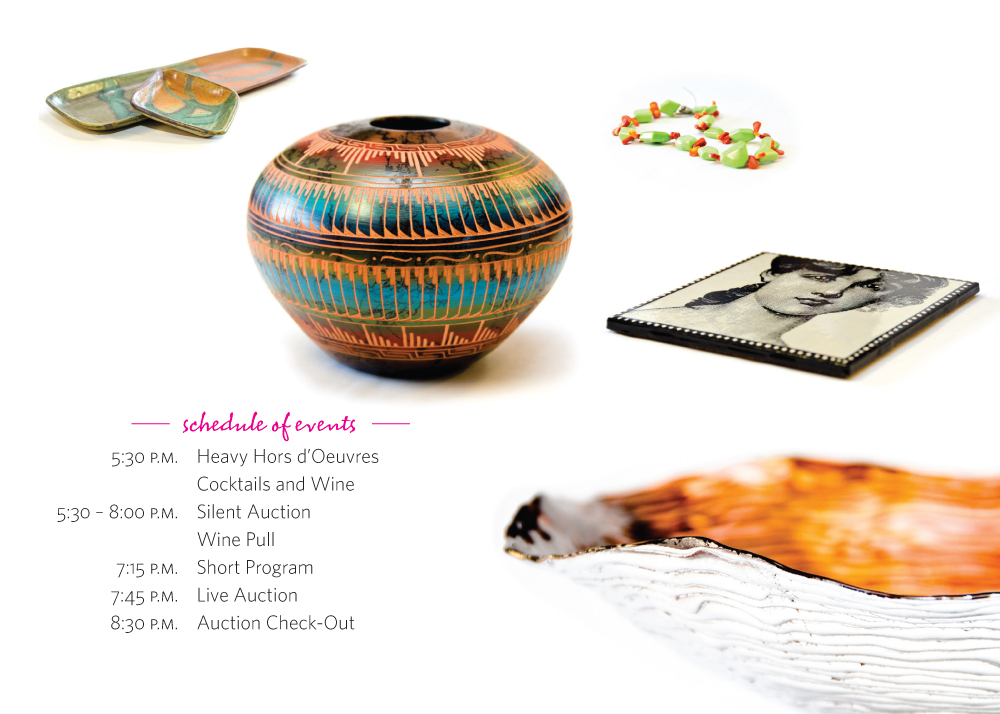 schedule of events
5:30 P.M. Heavy Hors d’Oeuvres
Cocktails and Wine
5:30 – 8:00 P.M. Silent Auction
Wine Pull
7:15 P.M. Short Program
7:45 P.M. Live Auction
8:30 P.M. Auction Check-Out